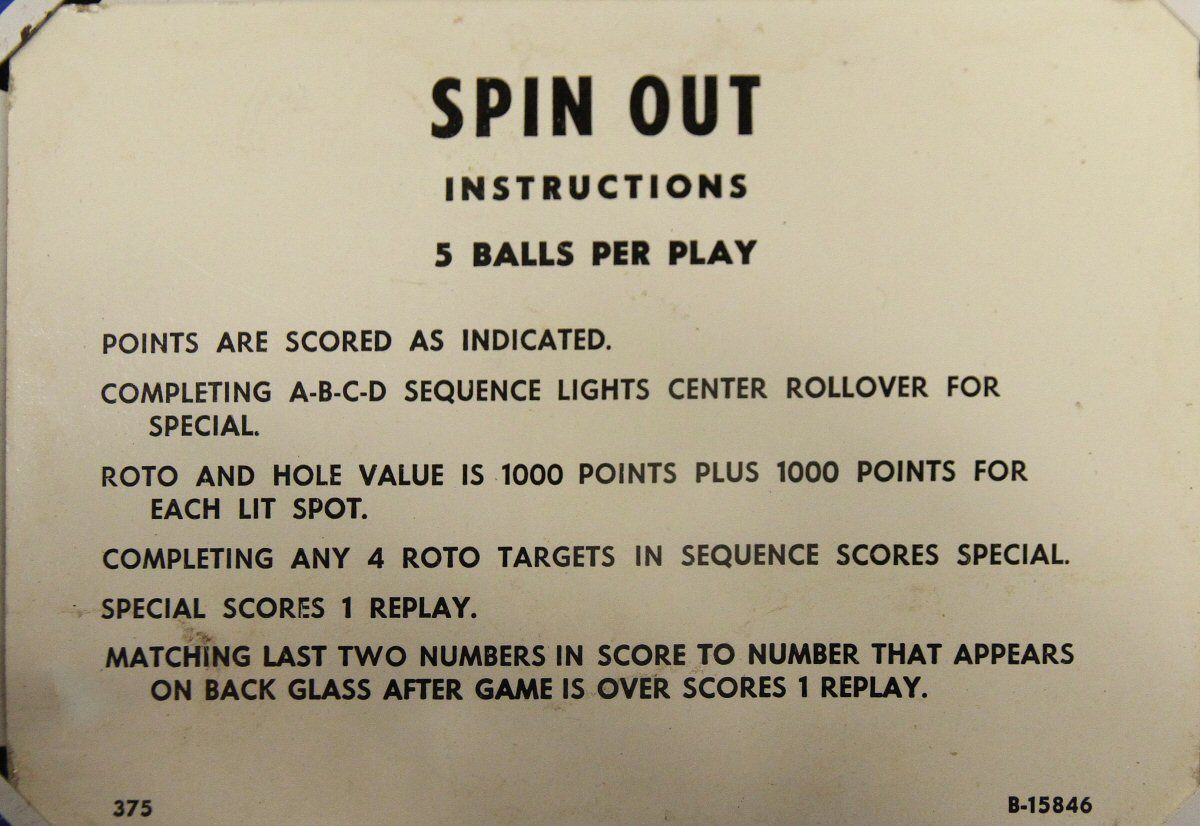 SPIN OUT
INSTRUCTIONS
5 BALLS PER PLAY
POINTS ARE SCORED AS INDICATED.
COMPLETING A-B-C-D SEQUENCE LIGHTS CENTER ROLLOVER FOR
SPECIAL.
ROTO AND HOLE VALUE IS 1000 POINTS PLUS 1000 POINTS FOR
EACH LIT SPOT.
COMPLETING ANY 4 ROTO TARGETS IN SEQUENCE SCORES SPECIAL.
SPECIAL SCORES 1 REPLAY.
MATCHING LAST TWO NUMBERS IN SCORE TO NUMBER THAT APPEARS
ON BACK GLASS AFTER GAME IS OVER SCORES 1 REPLAY.
375
B-15846